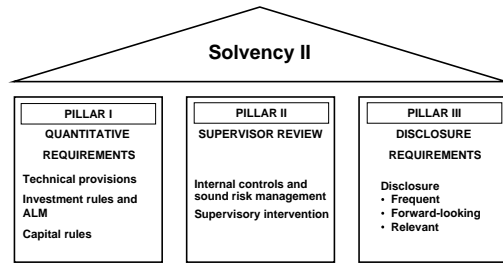 Solvency II
PILLAR I
QUANTITATIVE
REQUIREMENTS
Technical provisions
Investment rules and
ALM
Capital rules
PILLAR II
SUPERVISOR REVIEW
Internal controls and
sound risk management
Supervisory intervention
PILLAR III
DISCLOSURE
REQUIREMENTS
Disclosure
• Frequent
• Forward-looking
• Relevant